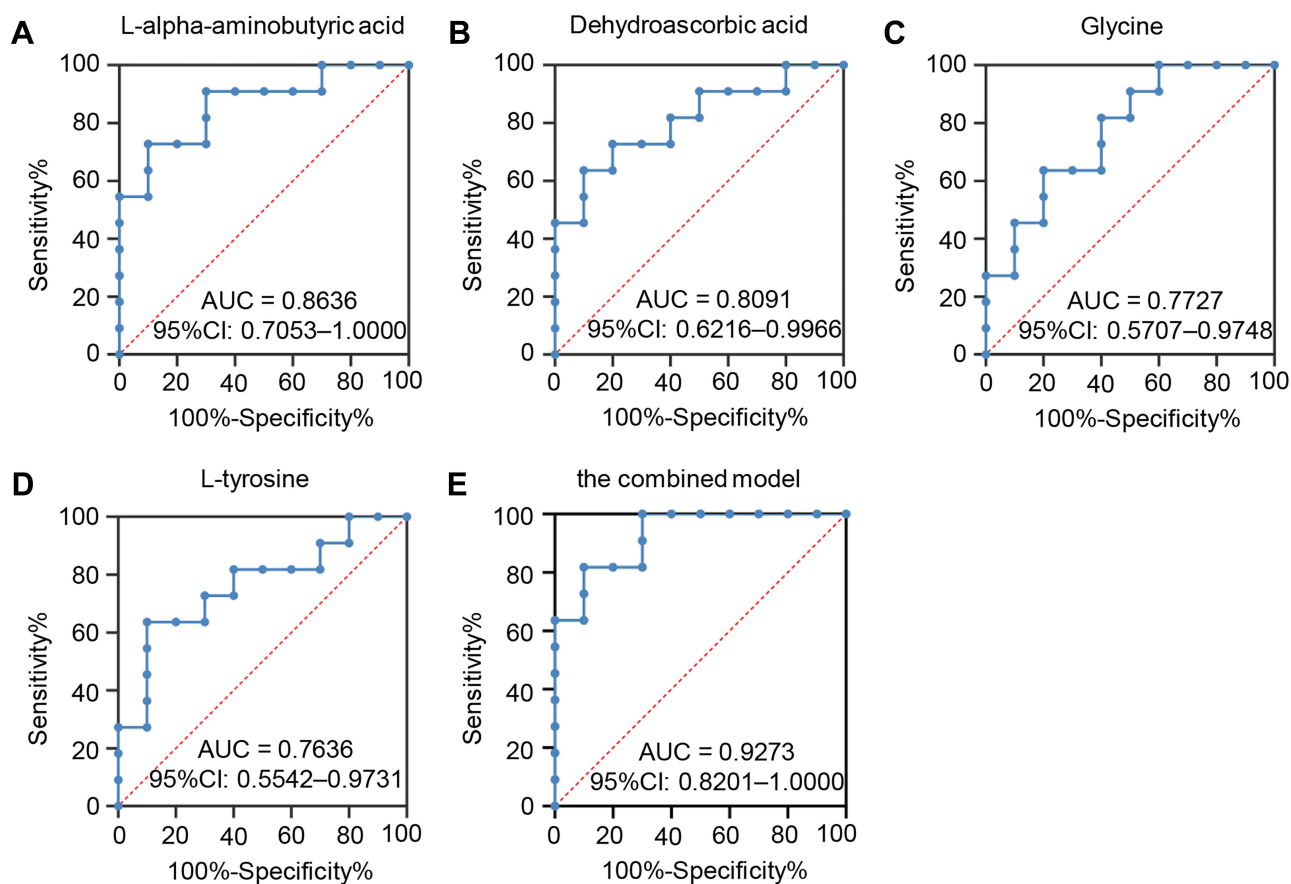 A
L-alpha-aminobutyric acid
Sensitivity%
100
80
60
40
20
0
AUC = 0.8636
95%CI: 0.7053–1.0000
0 20 40 60 80 100
100%-Specificity%
B
Dehydroascorbic acid
Sensitivity%
100
80
60
40
20
0
AUC = 0.8091
95%CI: 0.6216–0.9966
0 20 40 60 80 100
100%-Specificity%
C
Glycine
Sensitivity%
100
80
60
40
20
0
AUC = 0.7727
95%CI: 0.5707–0.9748
0 20 40 60 80 100
100%-Specificity%
D
L-tyrosine
Sensitivity%
100
80
60
40
20
0
AUC = 0.7636
95%CI: 0.5542–0.9731
0 20 40 60 80 100
100%-Specificity%
E
the combined model
Sensitivity%
100
80
60
40
20
0
AUC = 0.9273
95%CI: 0.8201–1.0000
0 20 40 60 80 100
100%-Specificity%